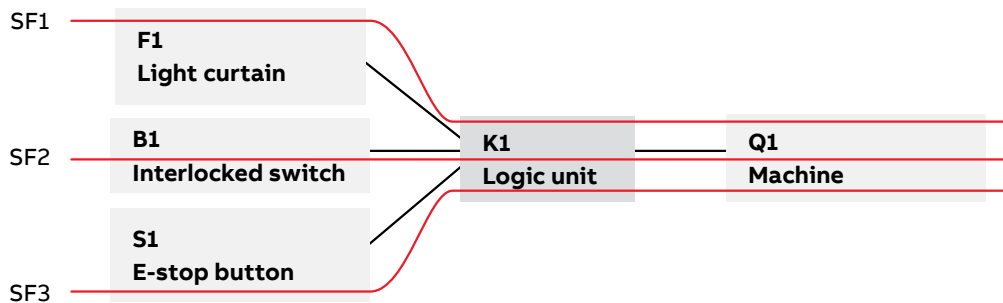 SF1
F1
Light curtain
SF2
B1
Interlocked switch
K1
Logic unit
Q1
Machine
S1
E-stop button
SF3